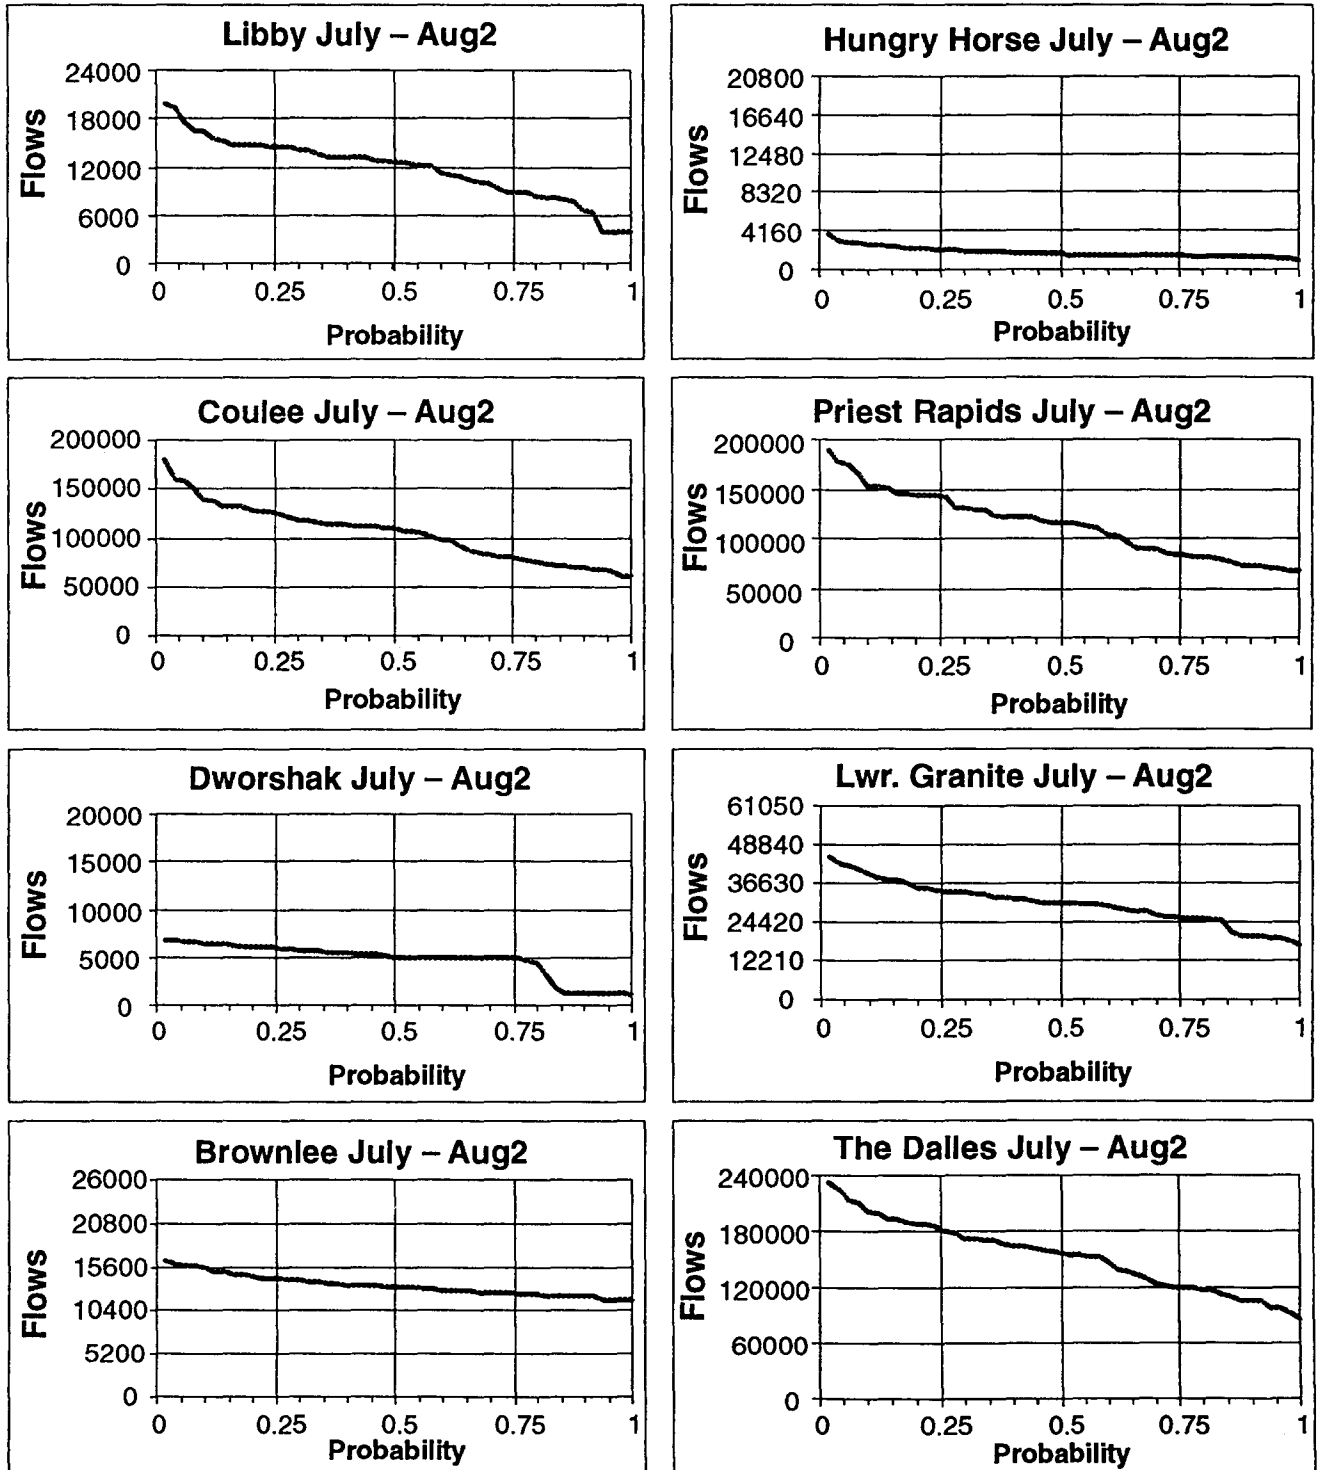 Libby July – Aug2
Flows
24000
18000
12000
6000
0
0 0.25 0.5 0.75 1
Probability
Hungry Horse July – Aug2
Flows
20800
16640
12480
8320
4160
0
0 0.25 0.5 0.75 1
Probability
Coulee July – Aug2
Flows
200000
150000
100000
50000
0
0 0.25 0.5 0.75 1
Probability
Priest Rapids July – Aug2
Flows
200000
150000
100000
50000
0
0 0.25 0.5 0.75 1
Probability
Dworshak July – Aug2
Flows
20000
15000
10000
5000
0
0 0.25 0.5 0.75 1
Probability
Lwr. Granite July – Aug2
Flows
61050
48840
36630
24420
12210
0
0 0.25 0.5 0.75 1
Probability
Brownlee July – Aug2
Flows
26000
20800
15600
10400
5200
0
0 0.25 0.5 0.75 1
Probability
The Dalles July – Aug2
Flows
240000
180000
120000
60000
0
0 0.25 0.5 0.75 1
Probability